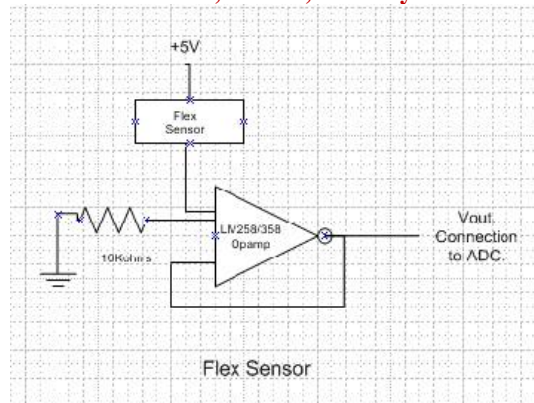 +5V
Flex
Sensor
LM258/358
Opamp
10Kohms
Vout.
Connection
to ADC.
Flex Sensor